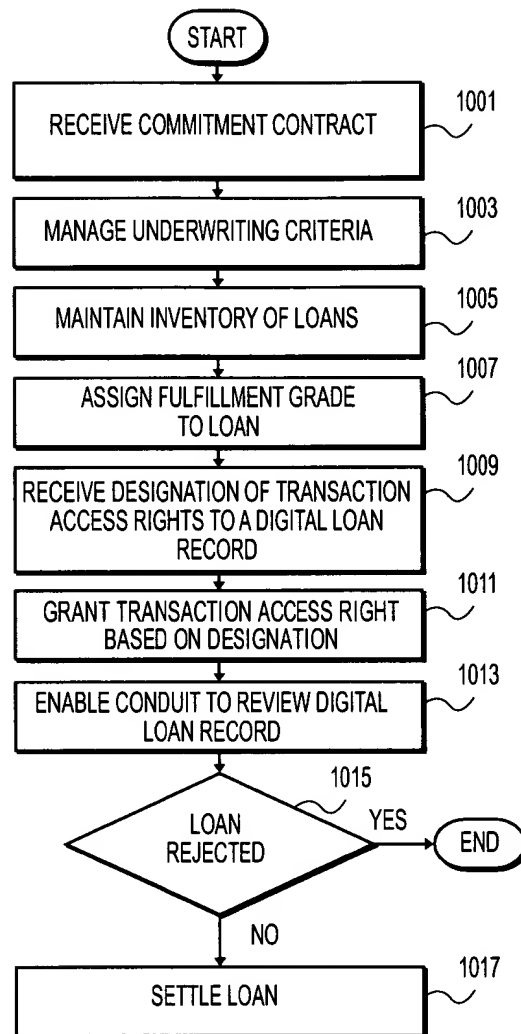 START
RECEIVE COMMITMENT CONTRACT
1001
MANAGE UNDERWRITING CRITERIA
1003
MAINTAIN INVENTORY OF LOANS
1005
ASSIGN FULFILLMENT GRADE
TO LOAN
1007
RECEIVE DESIGNATION OF TRANSACTION
ACCESS RIGHTS TO A DIGITAL LOAN
RECORD
1009
GRANT TRANSACTION ACCESS RIGHT
BASED ON DESIGNATION
1011
ENABLE CONDUIT TO REVIEW DIGITAL
LOAN RECORD
1013
LOAN
REJECTED
1015
YES
END
NO
SETTLE LOAN
1017